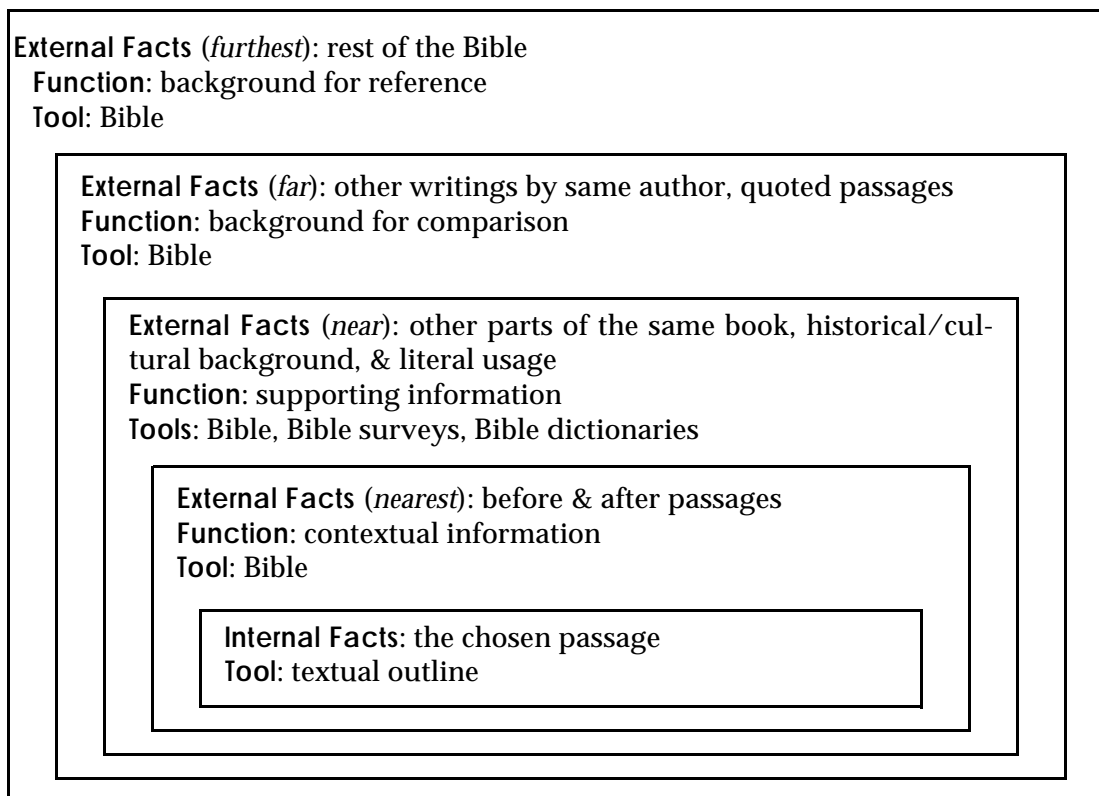 External Facts (furthest): rest of the Bible
Function: background for reference
Tool: Bible
External Facts (far): other writings by same author, quoted passages
Function: background for comparison
Tool: Bible
External Facts (near): other parts of the same book, historical/cul-
tural background, & literal usage
Function: supporting information
Tools: Bible, Bible surveys, Bible dictionaries
External Facts (nearest): before & after passages
Function: contextual information
Tool: Bible
Internal Facts: the chosen passage
Tool: textual outline